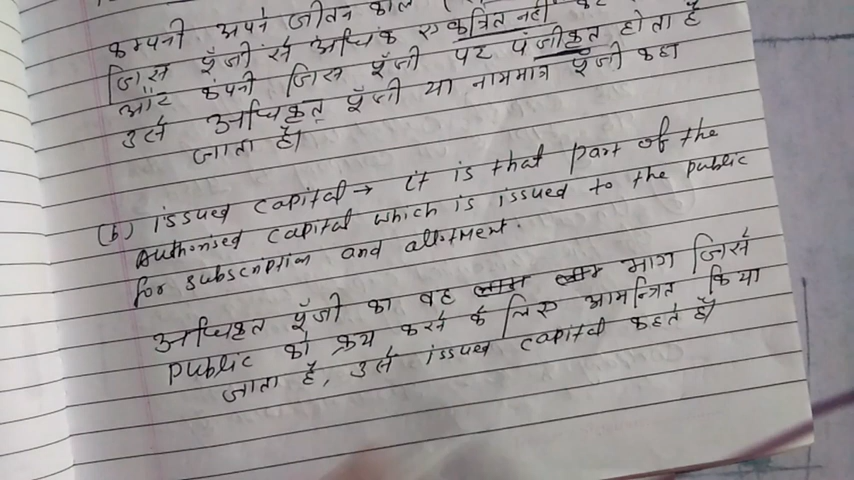 कम्पनी अपने जीवन काल
जिस पूँजी से अधिक एकत्रित नहीं कर
और कंपनी जिस पूँजी पर पंजीकृत होता है
उसे अधिकृत पूँजी या नाममात्र पूँजी कहा
जाता है।
(b) issued capital → it is that part of the
Authorised capital which is issued to the public
for subscription and allotment.
अधिकृत पूँजी का वह भाग जिसे
public को क्रय करने के लिए आमन्त्रित किया
जाता है, उसे issued capital कहते हैं।